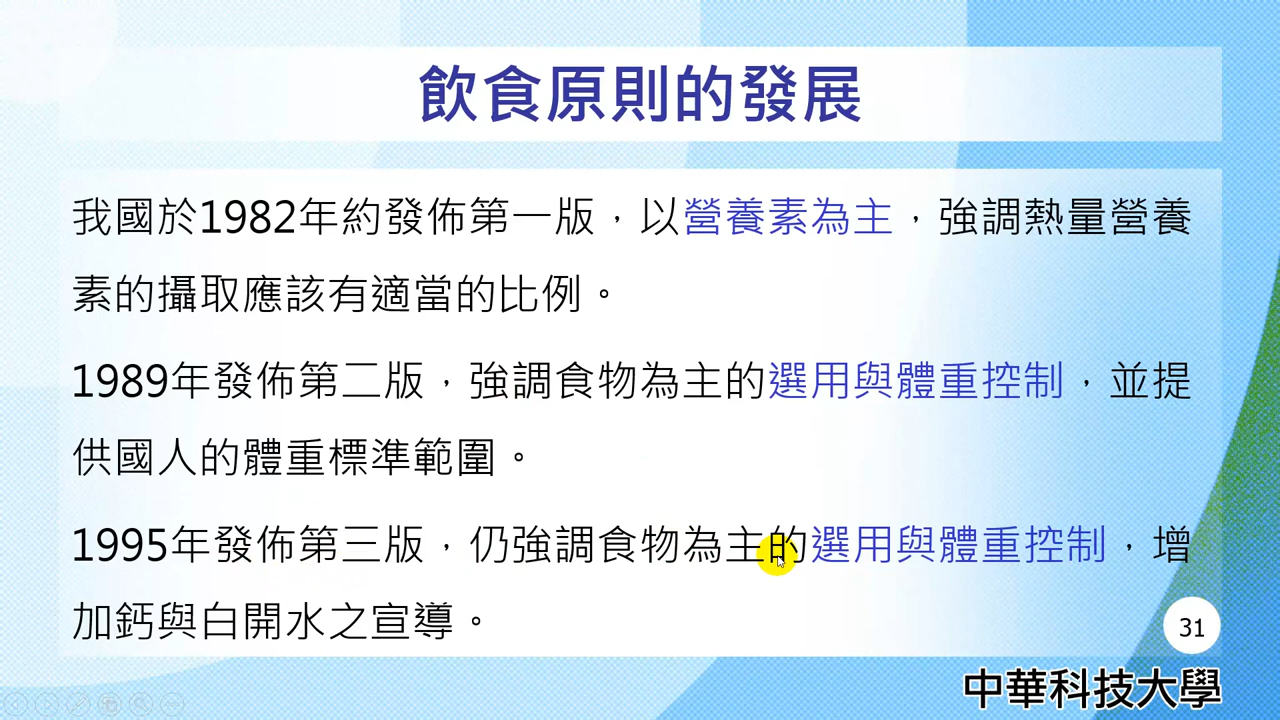 飲食原則的發展
我國於1982年約發佈第一版，以營養素為主，強調熱量營養
素的攝取應該有適當的比例。
1989年發佈第二版，強調食物為主的選用與體重控制，並提
供國人的體重標準範圍。
1995年發佈第三版，仍強調食物為主的選用與體重控制，增
加鈣與白開水之宣導。
31
中華科技大學